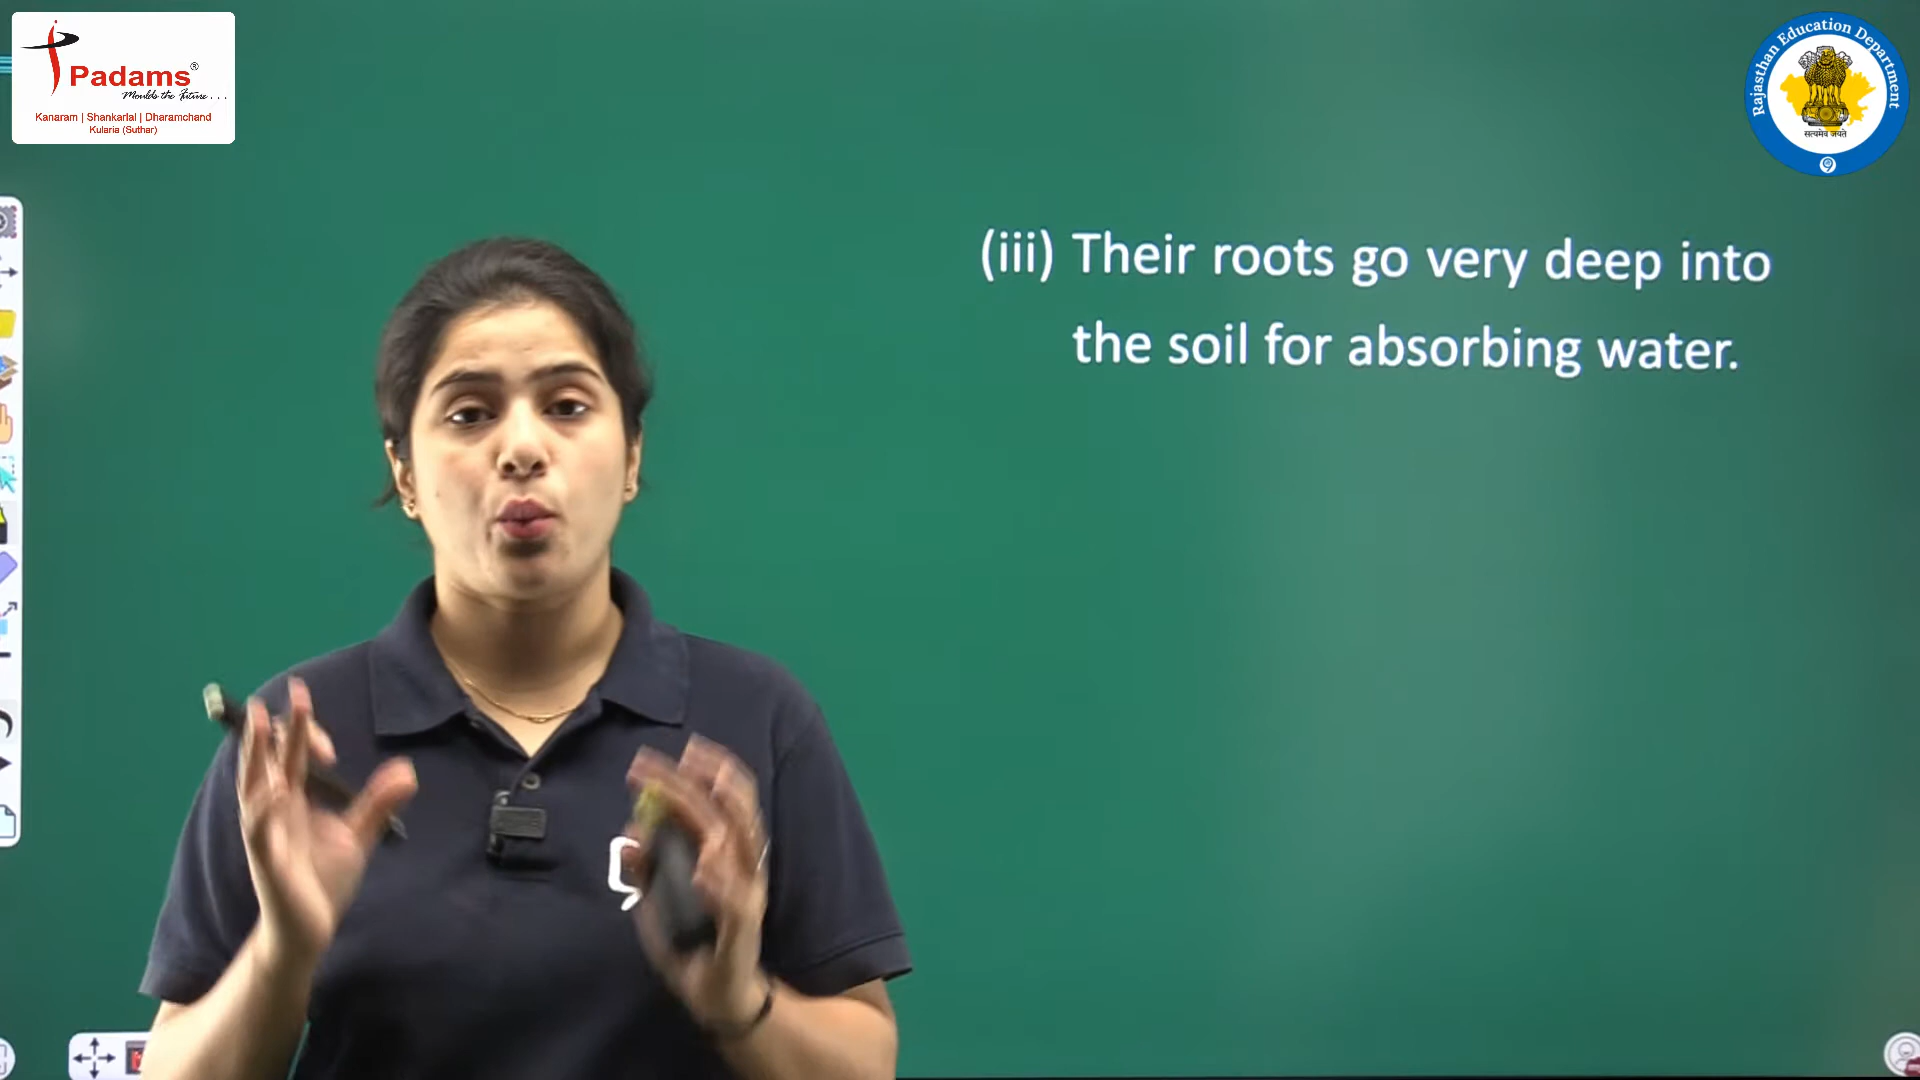 Padams®
Moulds the Future . . .
Kanaram | Shankarlal | Dharamchand
Kularia (Suthar)
Rajasthan Education Department
सत्यमेव जयते
(iii) Their roots go very deep into
the soil for absorbing water.